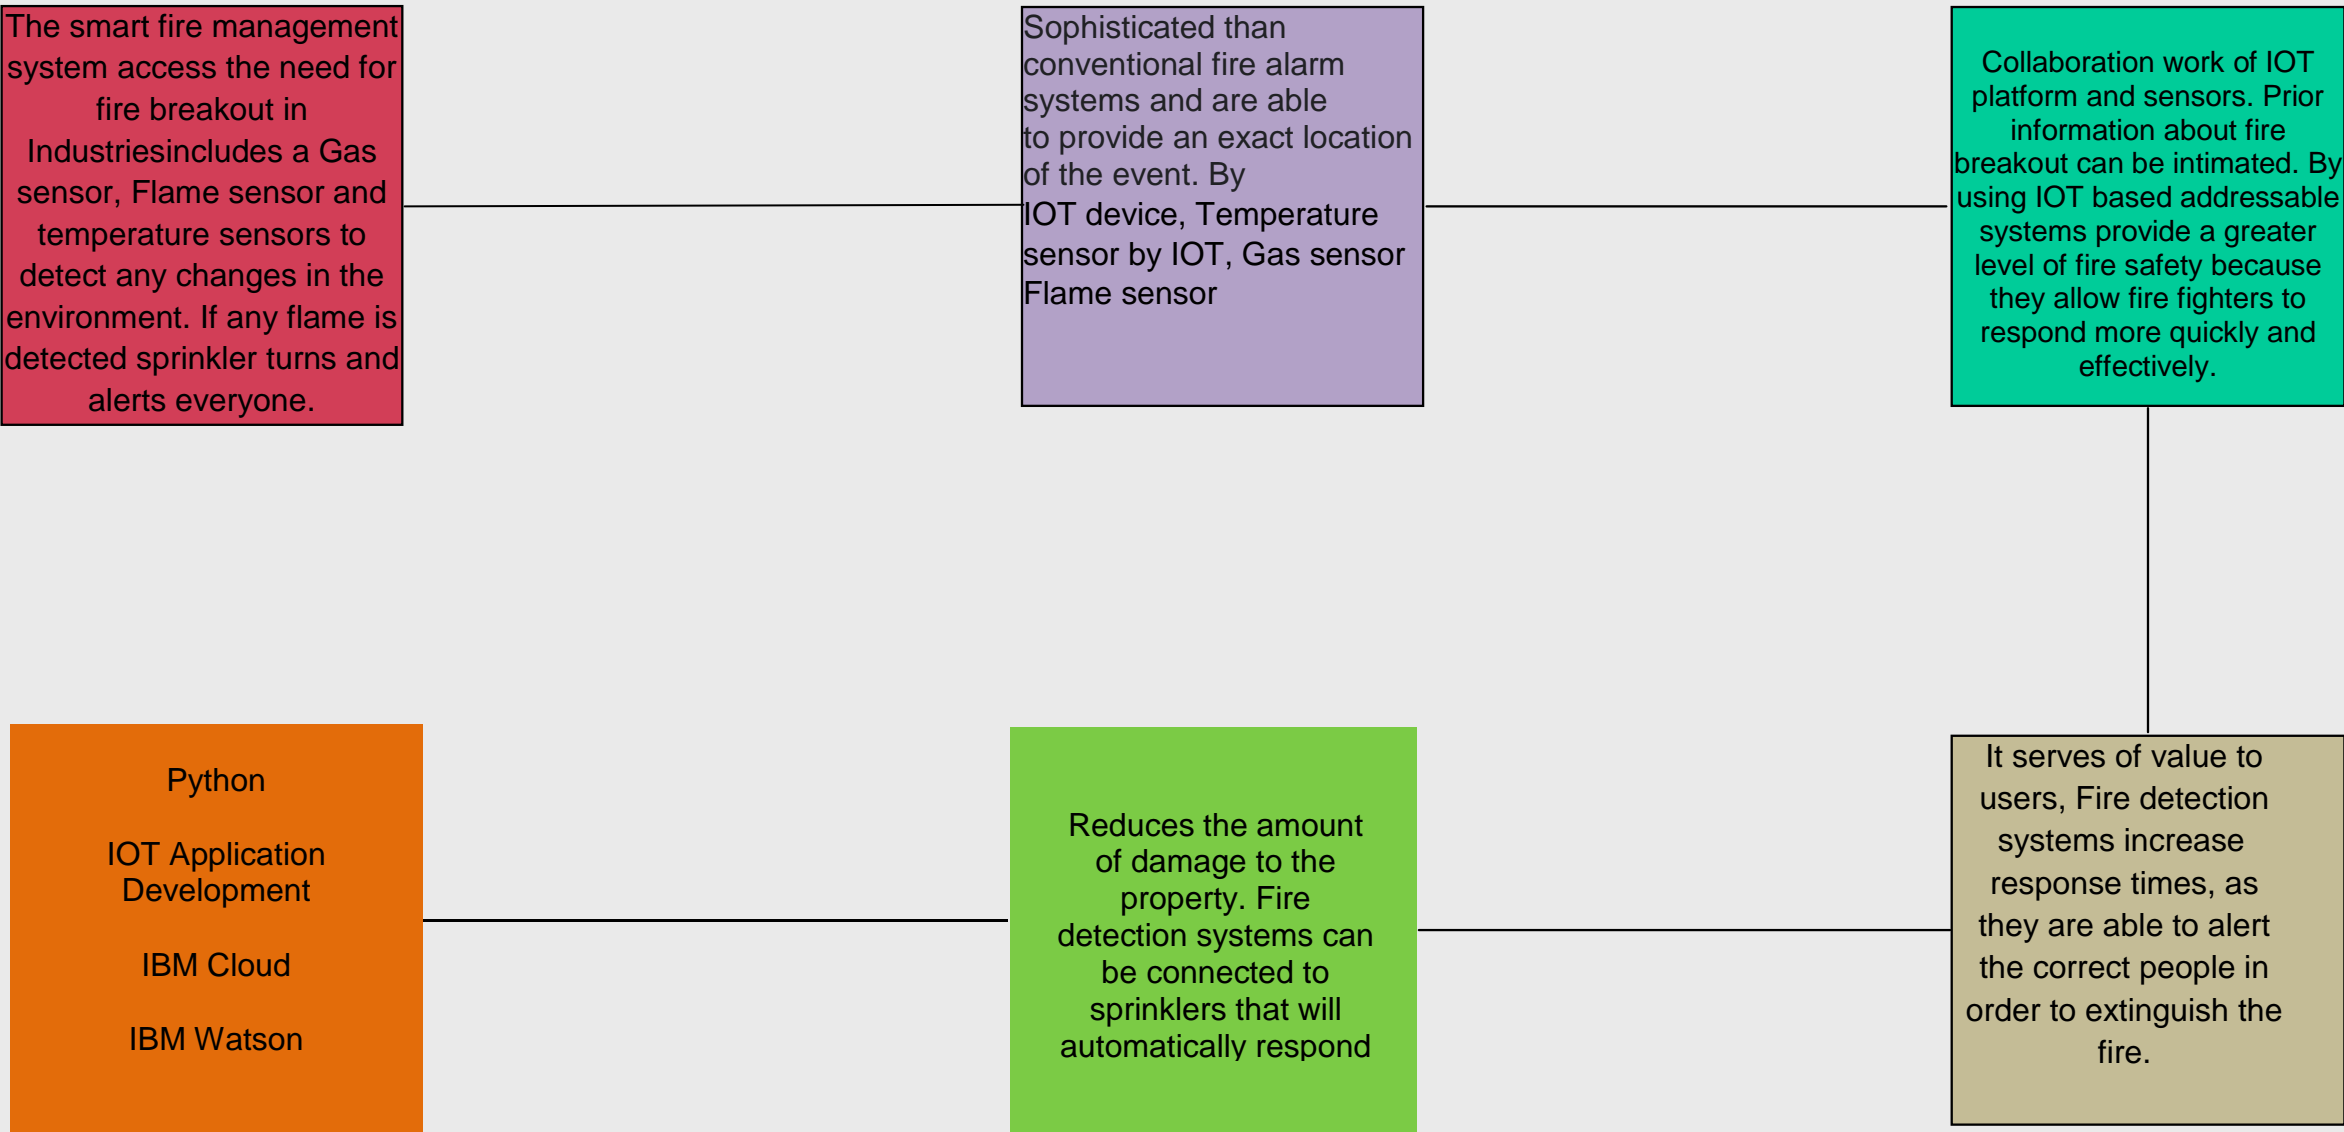 The smart fire management
system access the need for
fire breakout in
Industriesincludes a Gas
sensor, Flame sensor and
temperature sensors to
detect any changes in the
environment. If any flame is
detected sprinkler turns and
alerts everyone.
Sophisticated than
conventional fire alarm
systems and are able
to provide an exact location
of the event. By
IOT device, Temperature
sensor by IOT, Gas sensor
Flame sensor
Collaboration work of IOT
platform and sensors. Prior
information about fire
breakout can be intimated. By
using IOT based addressable
systems provide a greater
level of fire safety because
they allow fire fighters to
respond more quickly and
effectively.
Python
IOT Application
Development
IBM Cloud
IBM Watson
Reduces the amount
of damage to the
property. Fire
detection systems can
be connected to
sprinklers that will
automatically respond
It serves of value to
users, Fire detection
systems increase
response times, as
they are able to alert
the correct people in
order to extinguish the
fire.